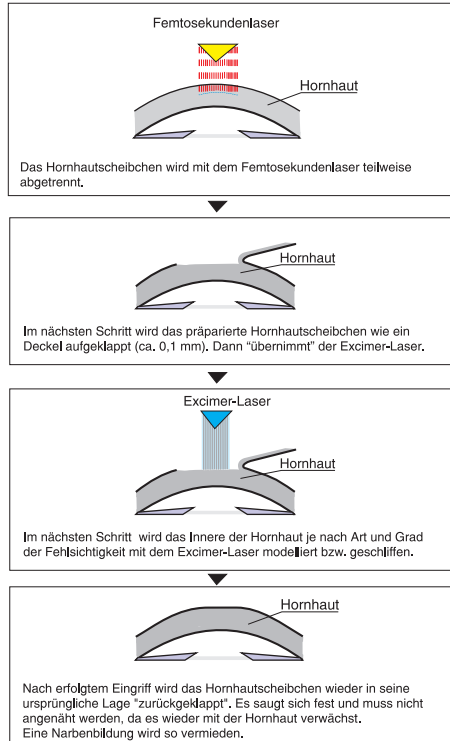 Femtosekundenlaser
Hornhaut
Das Hornhautscheibchen wird mit dem Femtosekundenlaser teilweise
abgetrennt.
Hornhaut
Im nächsten Schritt wird das präparierte Hornhautscheibchen wie ein
Deckel aufgeklappt (ca. 0,1 mm). Dann "übernimmt" der Excimer-Laser.
Excimer-Laser
Hornhaut
Im nächsten Schritt wird das Innere der Hornhaut je nach Art und Grad
der Fehlsichtigkeit mit dem Excimer-Laser modelliert bzw. geschliffen.
Hornhaut
Nach erfolgtem Eingriff wird das Hornhautscheibchen wieder in seine
ursprüngliche Lage "zurückgeklappt". Es saugt sich fest und muss nicht
angenäht werden, da es wieder mit der Hornhaut verwächst.
Eine Narbenbildung wird so vermieden.